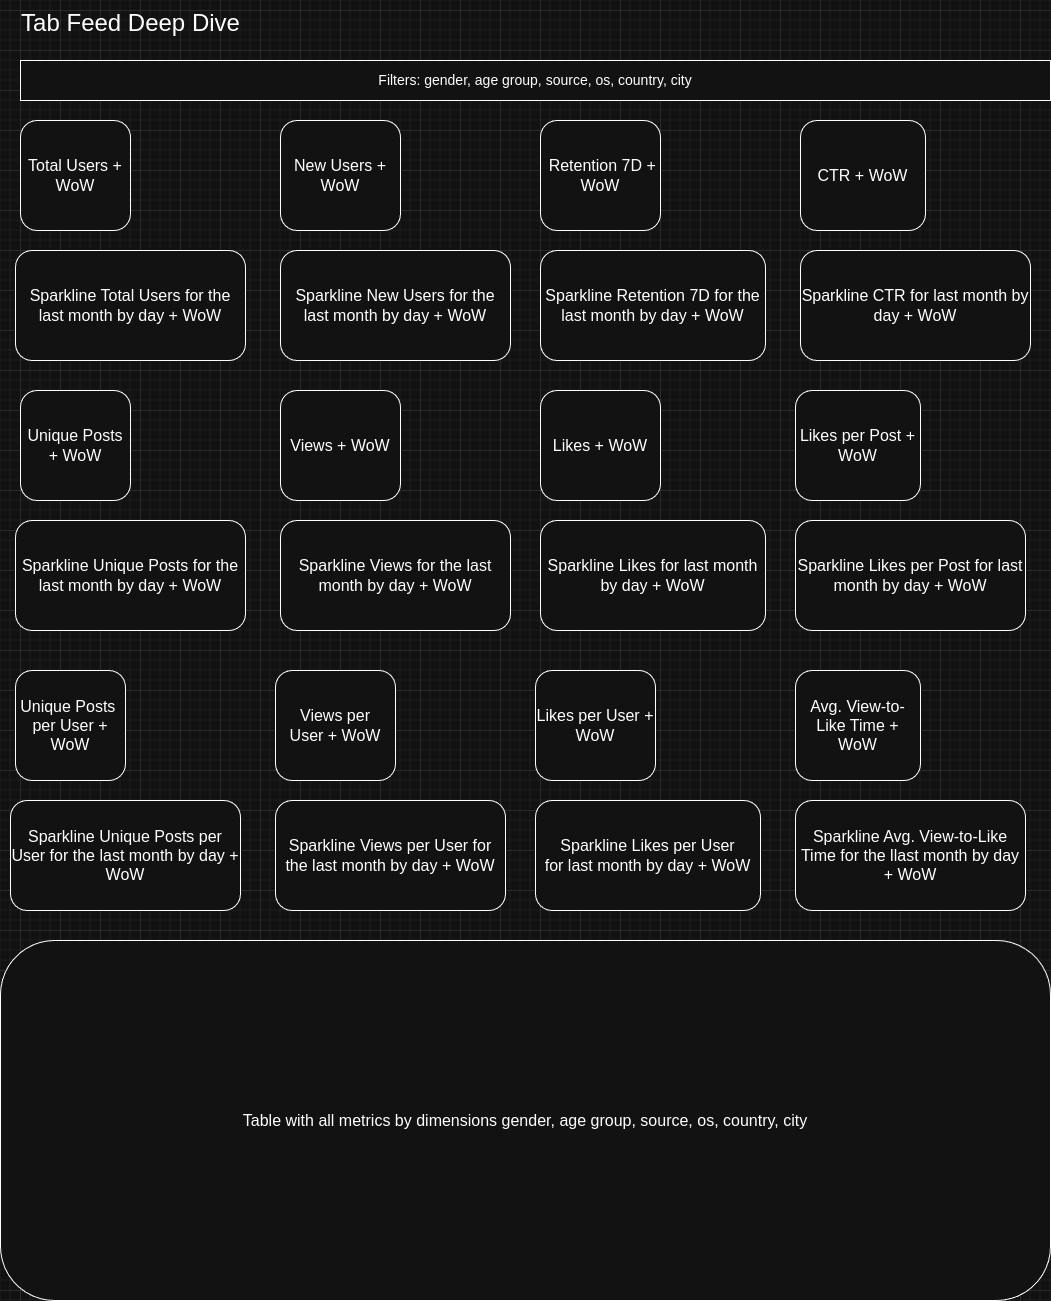 Tab Feed Deep Dive
Filters: gender, age group, source, os, country, city
Total Users +
WoW
New Users +
WoW
Retention 7D +
WoW
CTR + WoW
Sparkline Total Users for the
last month by day + WoW
Sparkline New Users for the
last month by day + WoW
Sparkline Retention 7D for the
last month by day + WoW
Sparkline CTR for last month by
day + WoW
Unique Posts
+ WoW
Views + WoW
Likes + WoW
Likes per Post +
WoW
Sparkline Unique Posts for the
last month by day + WoW
Sparkline Views for the last
month by day + WoW
Sparkline Likes for last month
by day + WoW
Sparkline Likes per Post for last
month by day + WoW
Unique Posts
per User +
WoW
Views per
User + WoW
Likes per User +
WoW
Avg. View-to-
Like Time +
WoW
Sparkline Unique Posts per
User for the last month by day +
WoW
Sparkline Views per User for
the last month by day + WoW
Sparkline Likes per User
for last month by day + WoW
Sparkline Avg. View-to-Like
Time for the llast month by day
+ WoW
Table with all metrics by dimensions gender, age group, source, os, country, city